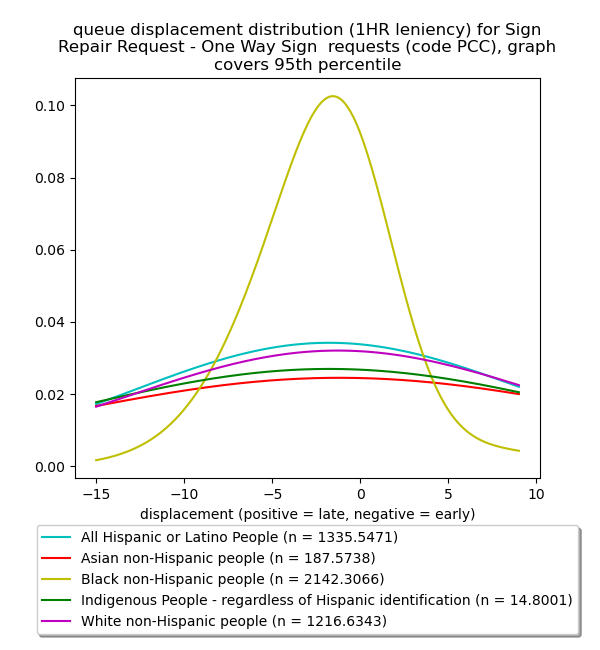 queue displacement distribution (1HR leniency) for Sign
Repair Request - One Way Sign  requests (code PCC), graph
covers 95th percentile
0.10
0.08
0.06
0.04
0.02
0.00
−15
−10
−5
0
5
10
displacement (positive = late, negative = early)
All Hispanic or Latino People (n = 1335.5471)
Asian non-Hispanic people (n = 187.5738)
Black non-Hispanic people (n = 2142.3066)
Indigenous People - regardless of Hispanic identification (n = 14.8001)
White non-Hispanic people (n = 1216.6343)